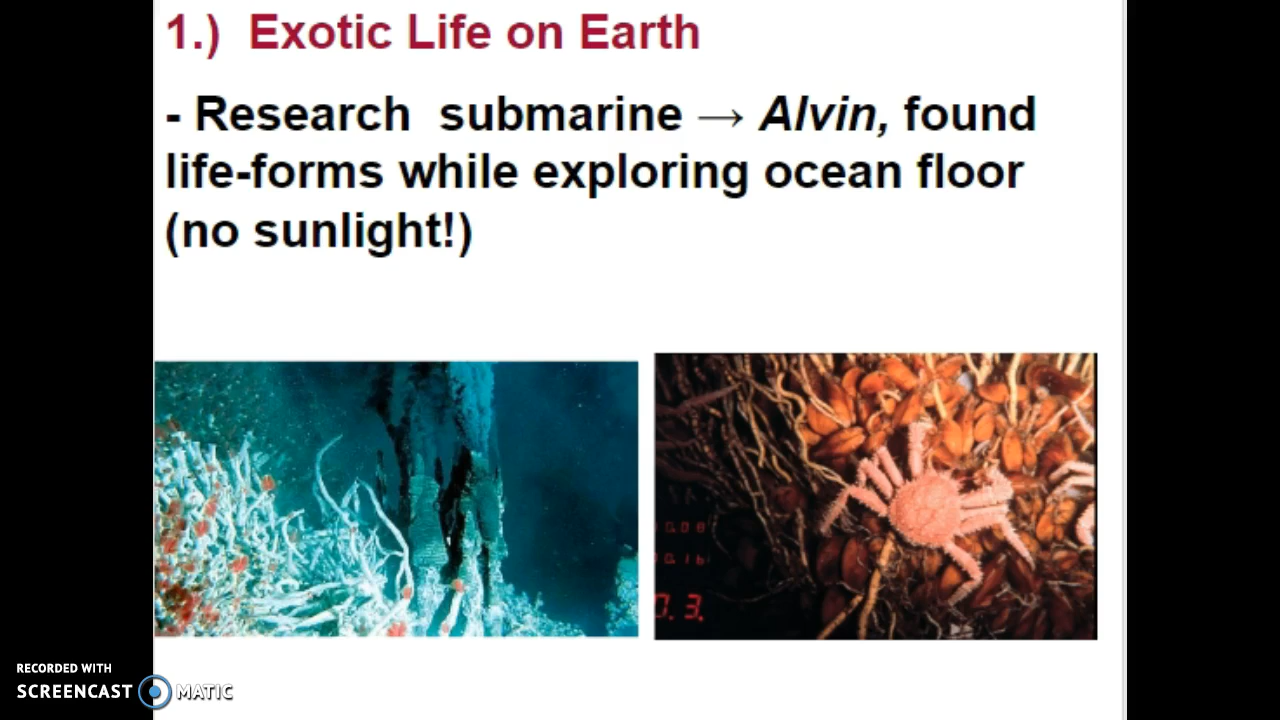 1.) Exotic Life on Earth
- Research submarine → Alvin, found
life-forms while exploring ocean floor
(no sunlight!)
RECORDED WITH
SCREENCAST MATIC